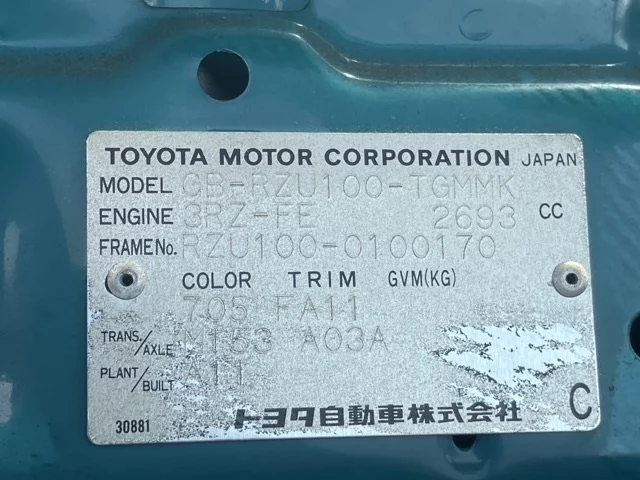 TOYOTA MOTOR CORPORATION JAPAN
MODEL GB-RZU100-TGMMK
ENGINE 3RZ-FE 2693 CC
FRAME No. RZU100-0100170
COLOR TRIM GVM(KG)
705 FA11
TRANS./AXLE M153 A03A
PLANT/BUILT A11
30881 トヨタ自動車株式会社 C